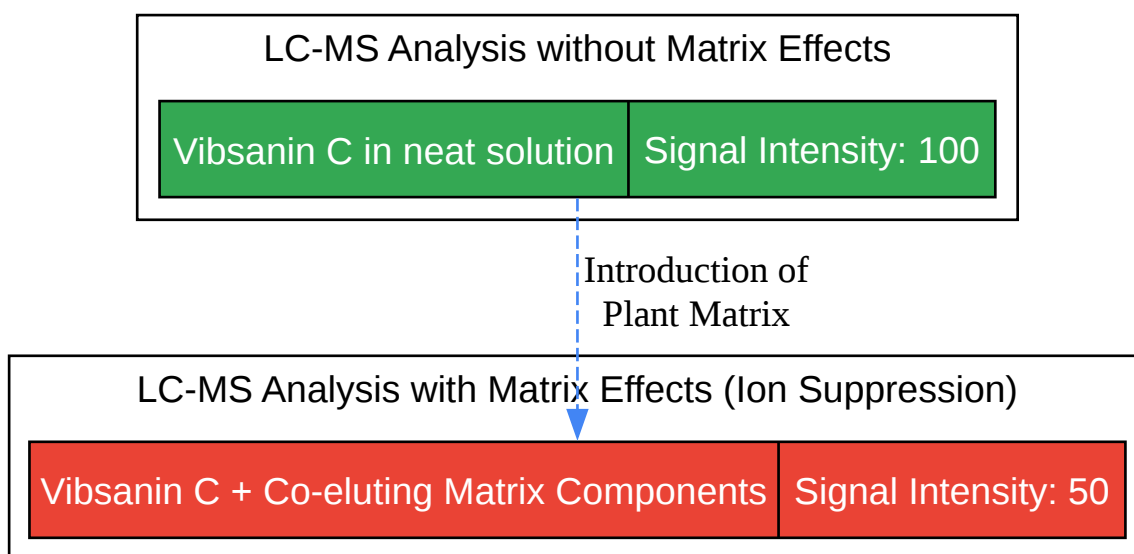 LC-MS Analysis without Matrix Effects
Vibsanin C in neat solution
Signal Intensity: 100
Introduction of
Plant Matrix
LC-MS Analysis with Matrix Effects (Ion Suppression)
Vibsanin C + Co-eluting Matrix Components
Signal Intensity: 50